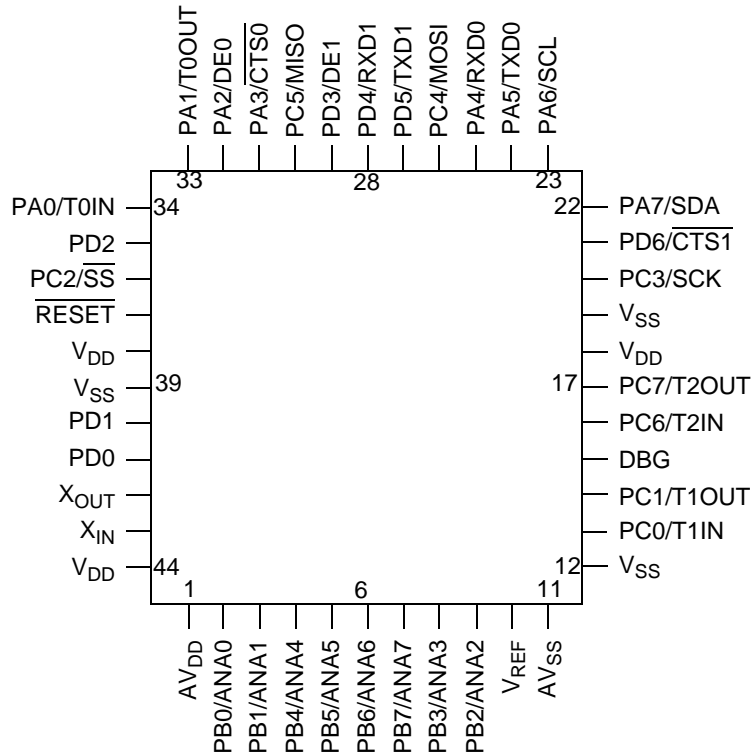 PA1/T0OUT
PA2/DE0
PA3/CTS0
PC5/MISO
PD3/DE1
PD4/RXD1
PD5/TXD1
PC4/MOSI
PA4/RXD0
PA5/TXD0
PA6/SCL
33
28
23
PA0/T0IN
34
22
PA7/SDA
PD2
PD6/CTS1
PC2/SS
PC3/SCK
RESET
VSS
VDD
VDD
VSS
39
17
PC7/T2OUT
PD1
PC6/T2IN
PD0
DBG
XOUT
PC1/T1OUT
XIN
PC0/T1IN
VDD
44
12
VSS
1
6
11
AVDD
PB0/ANA0
PB1/ANA1
PB4/ANA4
PB5/ANA5
PB6/ANA6
PB7/ANA7
PB3/ANA3
PB2/ANA2
VREF
AVSS